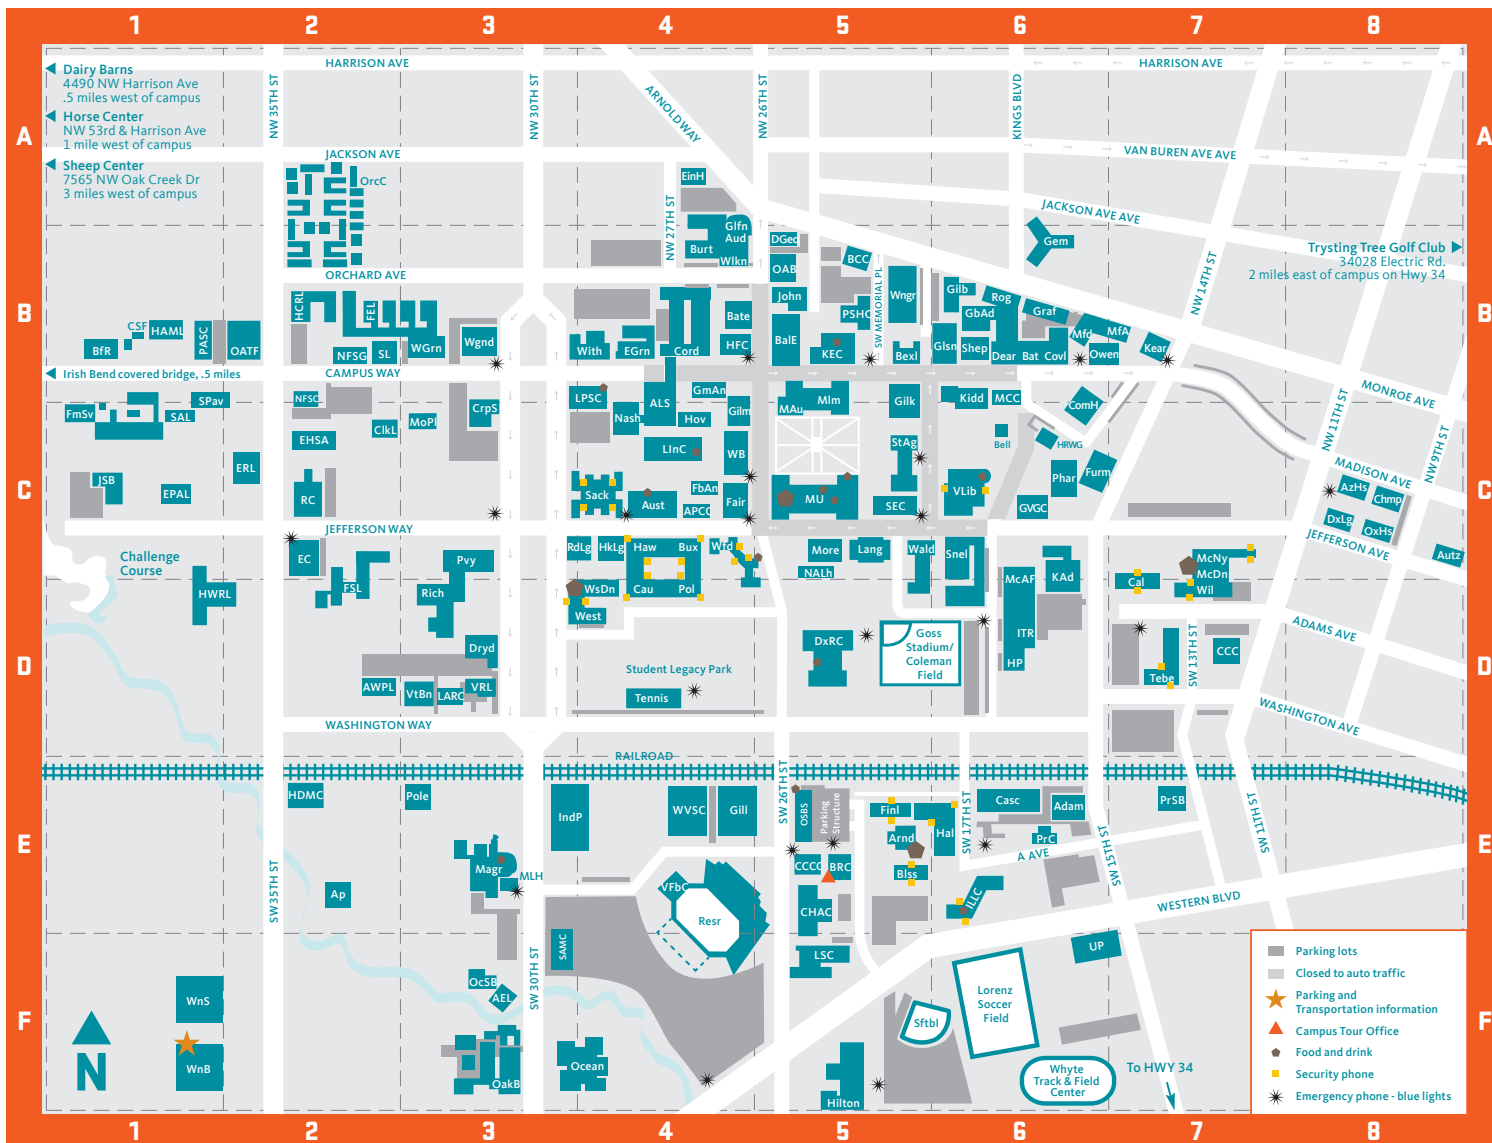 1 2 3 4 5 6 7 8
HARRISON AVE
HARRISON AVE
Dairy Barns
4490 NW Harrison Ave
.5 miles west of campus
Horse Center
NW 53rd & Harrison Ave
1 mile west of campus
Sheep Center
7565 NW Oak Creek Dr
3 miles west of campus
NW 35TH ST
NW 30TH ST
ARNOLD WAY
NW 26TH ST
KINGS BLVD
A
A
VAN BUREN AVE AVE
JACKSON AVE
OrcC
EinH
NW 27TH ST
JACKSON AVE AVE
Glfn
Aud
Burt
Wlkn
DGeo
OAB
BCC
Gem
Trysting Tree Golf Club
34028 Electric Rd.
2 miles east of campus on Hwy 34
NW 14TH ST
ORCHARD AVE
B
B
HCRL
FEL
John
PSHC
SW MEMORIAL PL
Wngr
Gilb
Rog
GbAd
Graf
CSF
HAML
PASC
OATF
BfR
NFSG
SL
WGrn
Wgnd
With
EGrn
Cord
Bate
HFC
BalE
KEC
Bexl
Glsn
Shep
Dear
Bat
Covl
Mfd
MfA
Owen
Kear
Irish Bend covered bridge, .5 miles
CAMPUS WAY
MONROE AVE
FmSv
SPav
SAL
NFSC
EHSA
ClkL
MoPl
CrpS
LPSC
Nash
ALS
GmAn
Hov
Gilm
MAu
Mlm
Gilk
Kidd
MCC
ComH
Bell
HRWG
NW 11TH ST
NW 9TH ST
C
C
ERL
JSB
EPAL
RC
LInC
WB
StAg
VLib
Phar
Furm
MADISON AVE
AzHs
Chmp
Sack
Aust
FbAn
APCC
Fair
MU
SEC
GVGC
DxLg
OxHs
JEFFERSON WAY
JEFFERSON AVE
Autz
Challenge
Course
HWRL
EC
FSL
Pvy
Rich
RdLg
HkLg
Haw
Bux
Wfd
WsDn
Cau
Pol
West
More
Lang
NALh
Wald
Snel
McAF
KAd
ITR
HP
Cal
McNy
McDn
Wil
ADAMS AVE
D
D
Dryd
AWPL
VtBn
LARC
VRL
Student Legacy Park
Tennis
DxRC
Goss
Stadium/
Coleman
Field
Tebe
SW 13TH ST
CCC
WASHINGTON WAY
WASHINGTON AVE
RAILROAD
E
E
HDMC
Pole
IndP
WVSC
Gill
SW 26TH ST
OSBS
Parking
Structure
Finl
Arnd
Hal
Blss
SW 17TH ST
Casc
Adam
PrC
A AVE
SW 15TH ST
PrSB
SW 11TH ST
Magr
MLH
Ap
SW 35TH ST
VFbC
Resr
CCCC
BRC
CHAC
ILLC
WESTERN BLVD
SAMC
LSC
UP
F
F
WnS
WnB
N
OcSB
AEL
SW 30TH ST
OakB
Ocean
Hilton
Sftbl
Lorenz
Soccer
Field
Whyte
Track & Field
Center
To HWY 34
Parking lots
Closed to auto traffic
Parking and
Transportation information
Campus Tour Office
Food and drink
Security phone
Emergency phone - blue lights
1 2 3 4 5 6 7 8